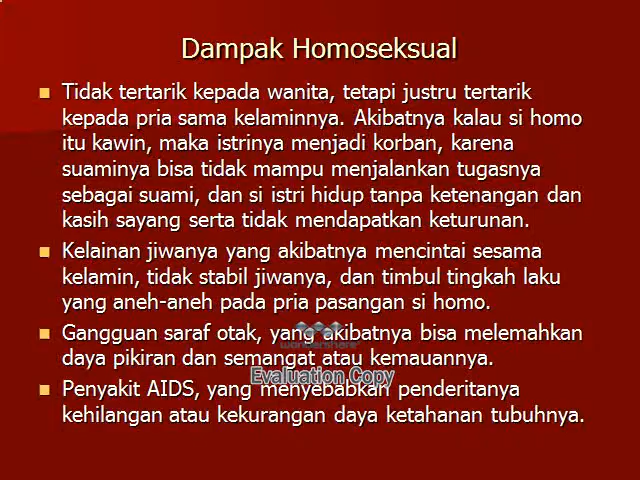 Dampak Homoseksual
Tidak tertarik kepada wanita, tetapi justru tertarik
kepada pria sama kelaminnya. Akibatnya kalau si homo
itu kawin, maka istrinya menjadi korban, karena
suaminya bisa tidak mampu menjalankan tugasnya
sebagai suami, dan si istri hidup tanpa ketenangan dan
kasih sayang serta tidak mendapatkan keturunan.
Kelainan jiwanya yang akibatnya mencintai sesama
kelamin, tidak stabil jiwanya, dan timbul tingkah laku
yang aneh-aneh pada pria pasangan si homo.
Gangguan saraf otak, yang akibatnya bisa melemahkan
wondershare
daya pikiran dan semangat atau kemauannya.
Evaluation Copy
Penyakit AIDS, yang menyebabkan penderitanya
kehilangan atau kekurangan daya ketahanan tubuhnya.